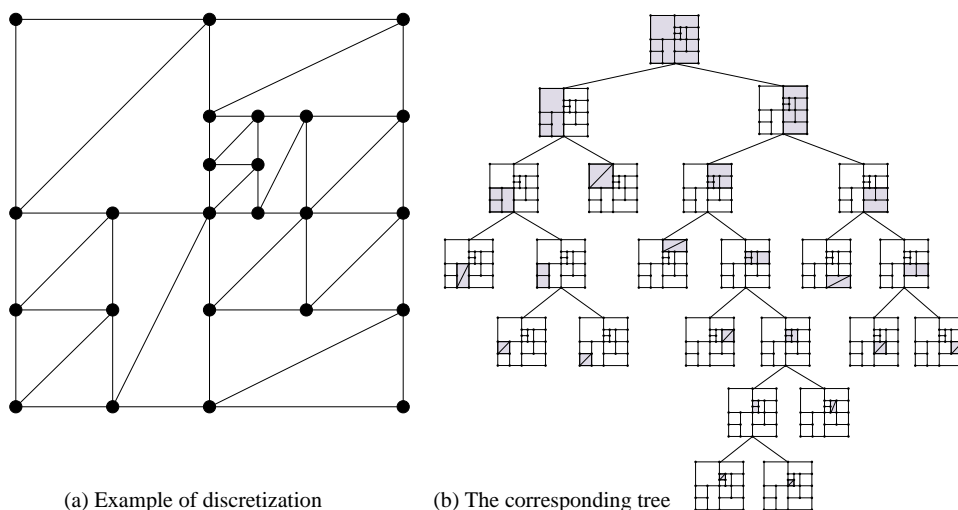 (a) Example of discretization
(b) The corresponding tree